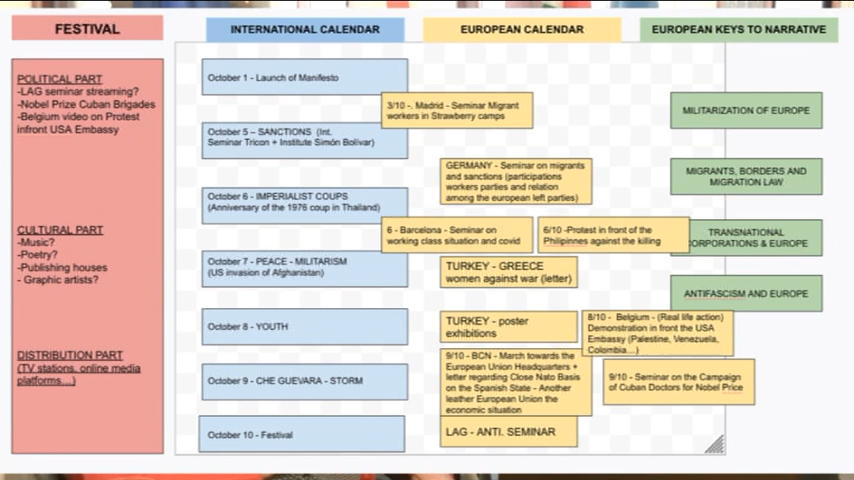 FESTIVAL
INTERNATIONAL CALENDAR
EUROPEAN CALENDAR
EUROPEAN KEYS TO NARRATIVE
POLITICAL PART
-LAG seminar streaming?
-Nobel Prize Cuban Brigades
-Belgium video on Protest
infront USA Embassy
CULTURAL PART
-Music?
-Poetry?
-Publishing houses
- Graphic artists?
DISTRIBUTION PART
(TV stations, online media
platforms…)
October 1 - Launch of Manifesto
October 5 – SANCTIONS (Int.
Seminar Tricon + Institute Simón Bolívar)
October 6 - IMPERIALIST COUPS
(Anniversary of the 1976 coup in Thailand)
October 7 - PEACE - MILITARISM
(US invasion of Afghanistan)
October 8 - YOUTH
October 9 - CHE GUEVARA - STORM
October 10 - Festival
3/10 -. Madrid - Seminar Migrant
workers in Strawberry camps
GERMANY - Seminar on migrants
and sanctions (participations
workers parties and relation
among the european left parties)
6 - Barcelona - Seminar on
working class situation and covid
6/10 -Protest in front of the
Philipinnes against the killing
TURKEY - GREECE
women against war (letter)
TURKEY - poster
exhibitions
8/10 - Belgium - (Real life action)
Demonstration in front the USA
Embassy (Palestine, Venezuela,
Colombia…)
9/10 - BCN - March towards the
European Union Headquarters +
letter regarding Close Nato Basis
on the Spanish State - Another
leather European Union the
economic situation
9/10 - Seminar on the Campaign
of Cuban Doctors for Nobel Price
LAG - ANTI. SEMINAR
MILITARIZATION OF EUROPE
MIGRANTS, BORDERS AND
MIGRATION LAW
TRANSNATIONAL
CORPORATIONS & EUROPE
ANTIFASCISM AND EUROPE